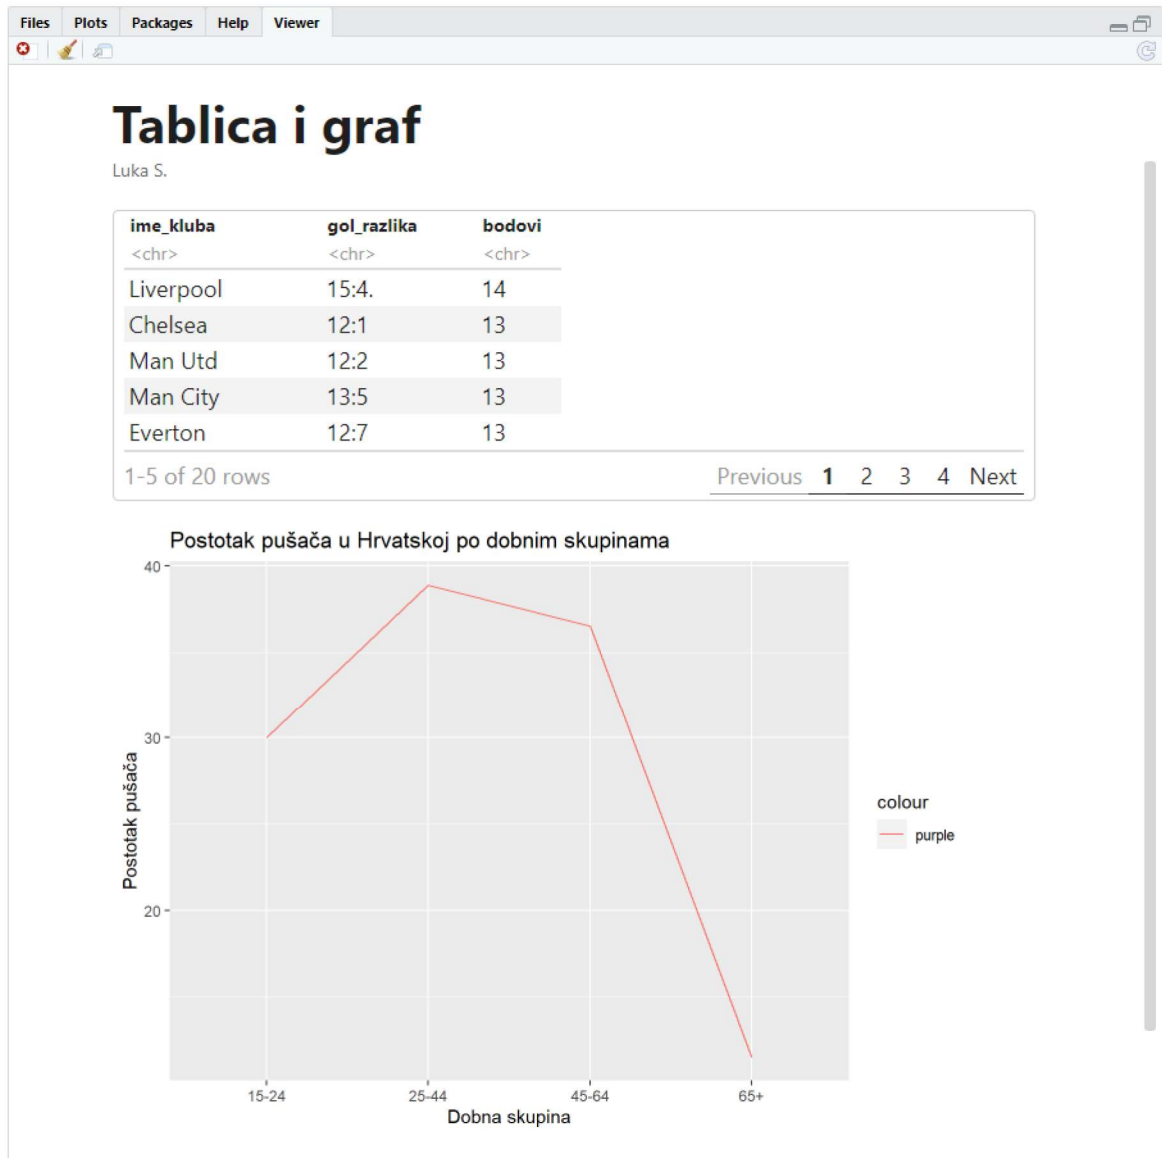 Files Plots Packages Help Viewer
Tablica i graf
Luka S.
ime_kluba gol_razlika bodovi
<chr> <chr> <chr>
Liverpool 15:4. 14
Chelsea 12:1 13
Man Utd 12:2 13
Man City 13:5 13
Everton 12:7 13
1-5 of 20 rows Previous 1 2 3 4 Next
Postotak pušača u Hrvatskoj po dobnim skupinama
40
30
20
Postotak pušača
15-24 25-44 45-64 65+
Dobna skupina
colour
purple